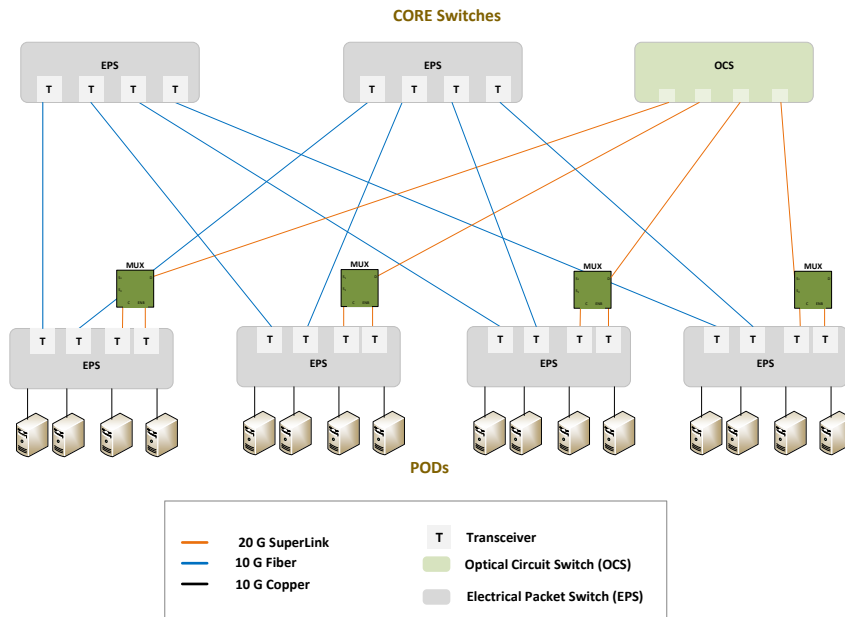 CORE Switches
EPS
EPS
OCS
T T T T
T T T T
MUX
MUX
MUX
MUX
T T T T
T T T T
T T T T
T T T T
EPS
EPS
EPS
EPS
PODs
20 G SuperLink
10 G Fiber
10 G Copper
T Transceiver
Optical Circuit Switch (OCS)
Electrical Packet Switch (EPS)